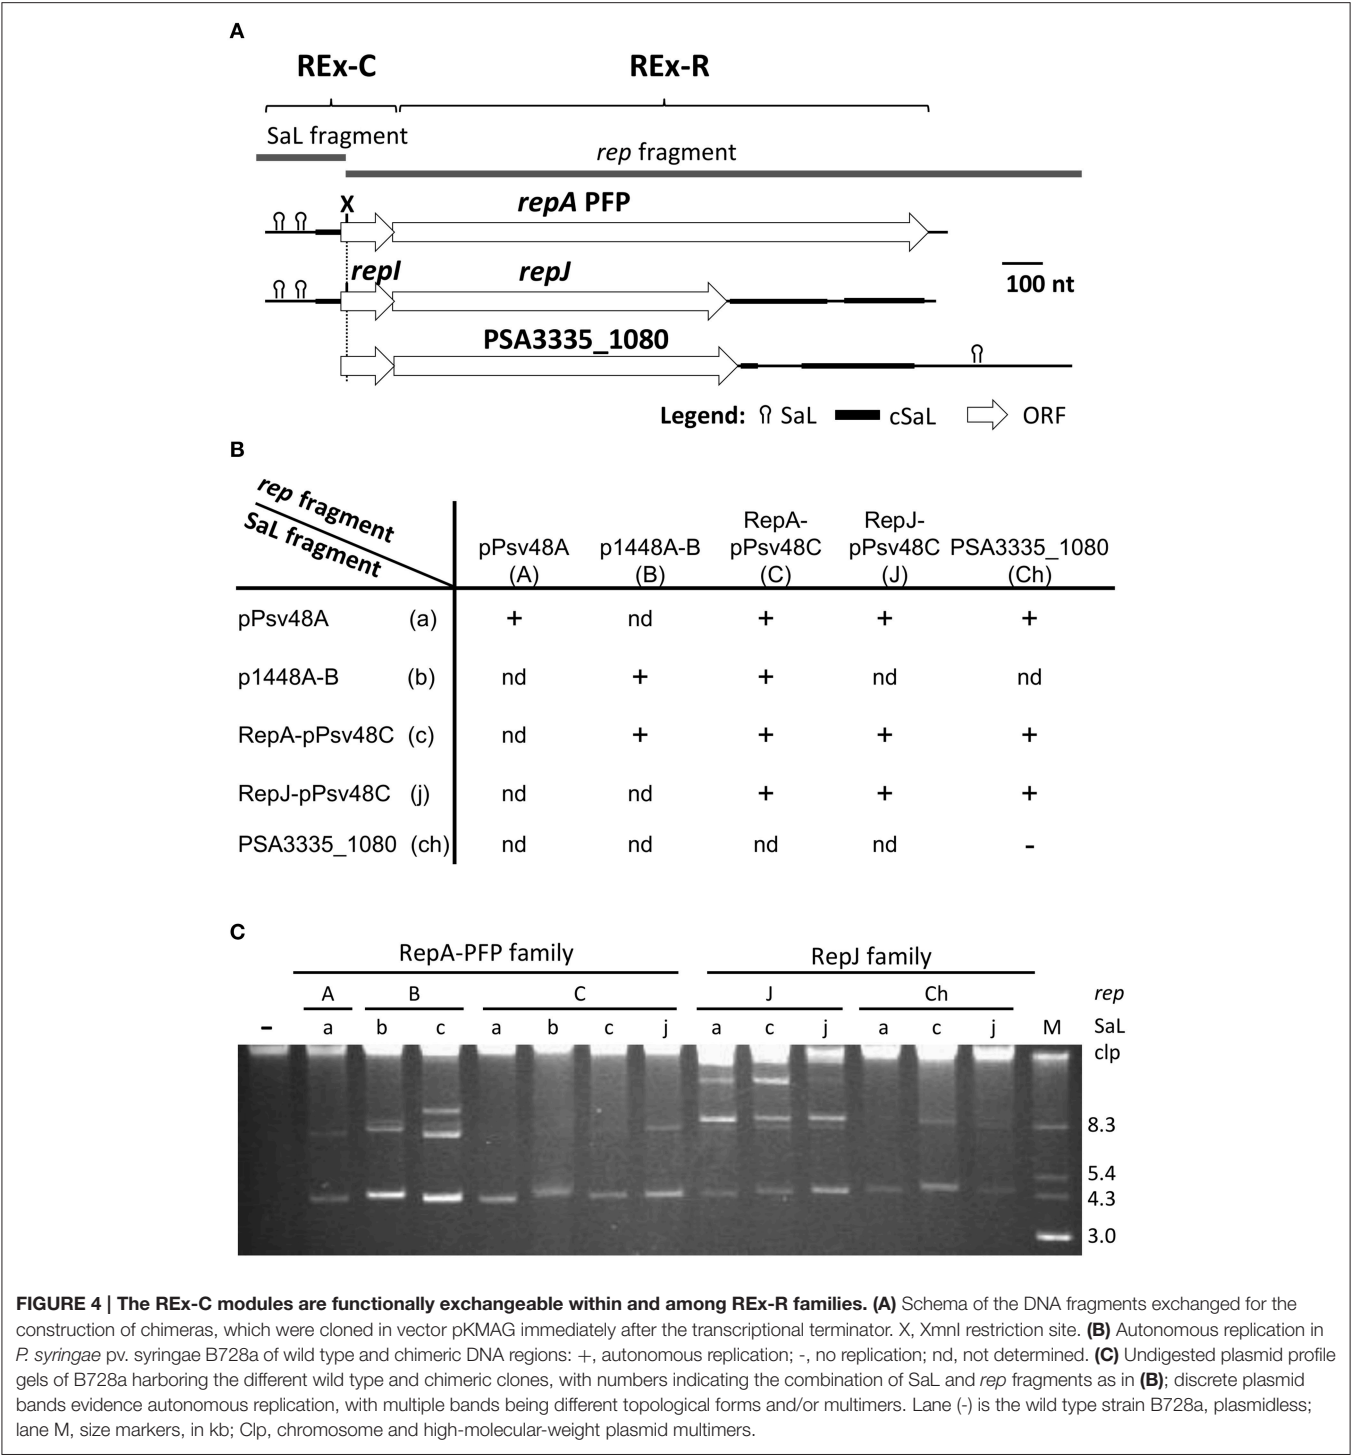 A
REx-C REx-R
SaL fragment
rep fragment
X
repA PFP
repI repJ
100 nt
PSA3335_1080
Legend: SaL cSaL ORF
B
rep fragment
SaL fragment
RepA- RepJ-
pPsv48A p1448A-B pPsv48C pPsv48C PSA3335_1080
(A) (B) (C) (J) (Ch)
pPsv48A (a) + nd + + +
p1448A-B (b) nd + + nd nd
RepA-pPsv48C (c) nd + + + +
RepJ-pPsv48C (j) nd nd + + +
PSA3335_1080 (ch) nd nd nd nd -
C
RepA-PFP family RepJ family
A B C J Ch rep
- a b c a b c j a c j a c j M SaL
clp
8.3
5.4
4.3
3.0
FIGURE 4 | The REx-C modules are functionally exchangeable within and among REx-R families. (A) Schema of the DNA fragments exchanged for the
construction of chimeras, which were cloned in vector pKMAG immediately after the transcriptional terminator. X, XmnI restriction site. (B) Autonomous replication in
P. syringae pv. syringae B728a of wild type and chimeric DNA regions: +, autonomous replication; -, no replication; nd, not determined. (C) Undigested plasmid profile
gels of B728a harboring the different wild type and chimeric clones, with numbers indicating the combination of SaL and rep fragments as in (B); discrete plasmid
bands evidence autonomous replication, with multiple bands being different topological forms and/or multimers. Lane (-) is the wild type strain B728a, plasmidless;
lane M, size markers, in kb; Clp, chromosome and high-molecular-weight plasmid multimers.